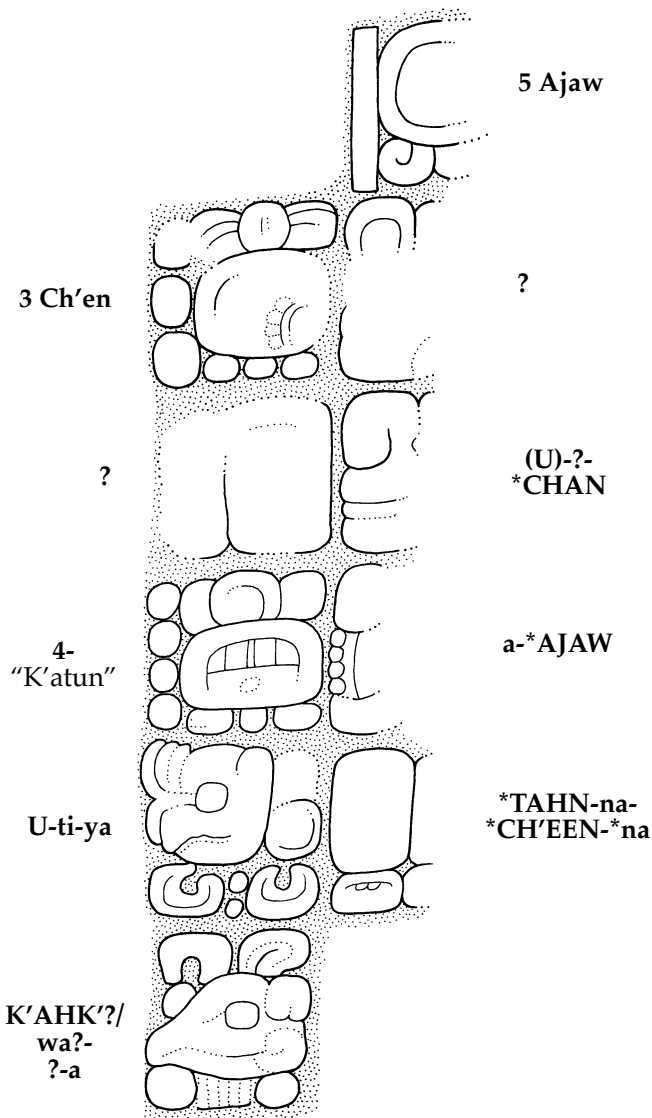 5 Ajaw
3 Ch’en
?
?
(U)-?-
*CHAN
4-
“K’atun”
a-*AJAW
U-ti-ya
*TAHN-na-
*CH’EEN-*na
K’AHK’?/
wa?-
?-a